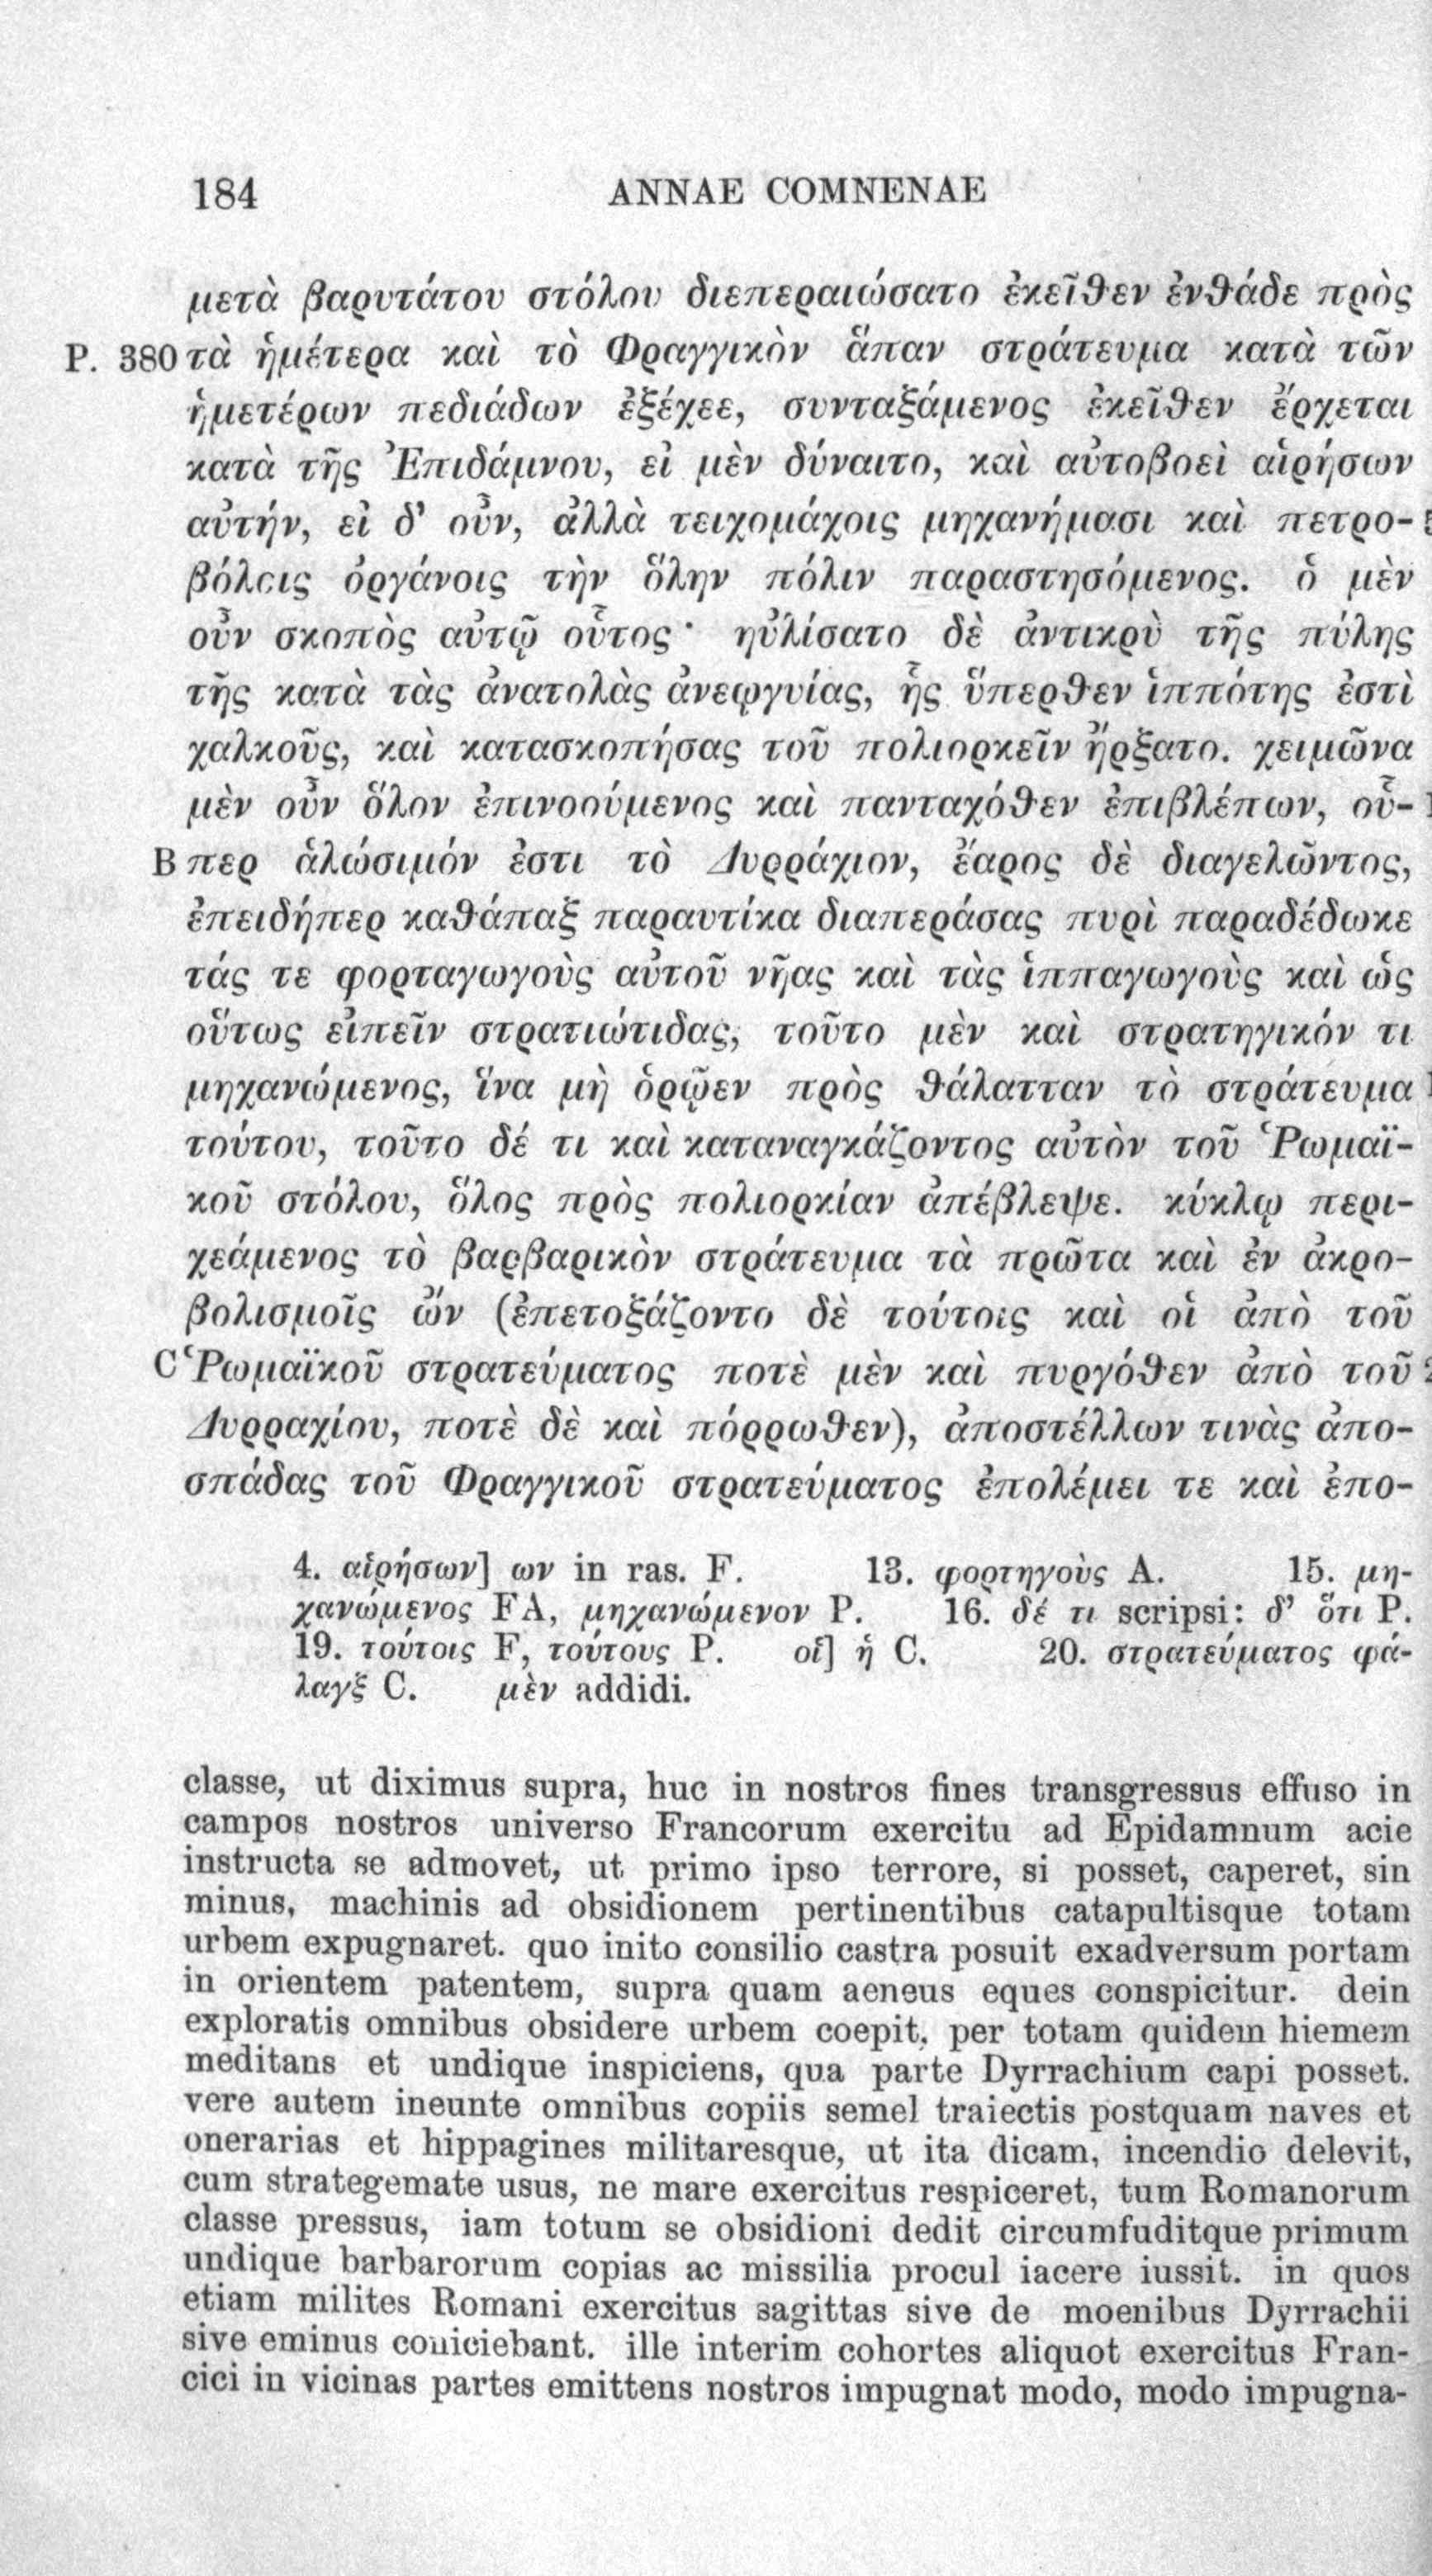 184 ANNAE COMNENAE
μετὰ βαρυτάτου στόλου διεπεραιώσατο ἐκεῖθεν ἐνθάδε πρὸς
P. 380 τὰ ἡμέτερα καὶ τὸ Φραγγικὸν ἅπαν στράτευμα κατὰ τῶν
ἡμετέρων πεδιάδων ἐξέχεε, συνταξάμενος ἐκεῖθεν ἔρχεται
κατὰ τῆς Ἐπιδάμνου, εἰ μὲν δύναιτο, καὶ αὐτοβοεὶ αἱρήσων
αὐτήν, εἰ δ' οὖν, ἀλλὰ τειχομάχοις μηχανήμασι καὶ πετρο-
βόλοις ὀργάνοις τὴν ὅλην πόλιν παραστησόμενος. ὁ μὲν
οὖν σκοπὸς αὐτῷ οὗτος· ηὐλίσατο δὲ ἀντικρὺ τῆς πύλης
τῆς κατὰ τὰς ἀνατολὰς ἀνεῳγυίας, ἧς ὕπερθεν ἱππότης ἐστὶ
χαλκοῦς, καὶ κατασκοπήσας τοῦ πολιορκεῖν ἤρξατο. χειμῶνα
μὲν οὖν ὅλον ἐπινοούμενος καὶ πανταχόθεν ἐπιβλέπων, οὗ-
B περ ἁλώσιμόν ἐστι τὸ Δυρράχιον, ἔαρος δὲ διαγελῶντος,
ἐπειδήπερ καθάπαξ παραυτίκα διαπεράσας πυρὶ παραδέδωκε
τάς τε φορταγωγοὺς αὐτοῦ νῆας καὶ τὰς ἱππαγωγοὺς καὶ ὡς
οὕτως εἰπεῖν στρατιώτιδας, τοῦτο μὲν καὶ στρατηγικόν τι
μηχανώμενος, ἵνα μὴ ὁρῷεν πρὸς θάλατταν τὸ στράτευμα
τούτου, τοῦτο δέ τι καὶ καταναγκάζοντος αὐτὸν τοῦ Ῥωμαϊ-
κοῦ στόλου, ὅλος πρὸς πολιορκίαν ἀπέβλεψε. κύκλῳ περι-
χεάμενος τὸ βαρβαρικὸν στράτευμα τὰ πρῶτα καὶ ἐν ἀκρο-
βολισμοῖς ὢν (ἐπετοξάζοντο δὲ τούτοις καὶ οἱ ἀπὸ τοῦ
C Ῥωμαϊκοῦ στρατεύματος ποτὲ μὲν καὶ πυργόθεν ἀπὸ τοῦ
Δυρραχίου, ποτὲ δὲ καὶ πόρρωθεν), ἀποστέλλων τινὰς ἀπο-
σπάδας τοῦ Φραγγικοῦ στρατεύματος ἐπολέμει τε καὶ ἐπο-
4. αἱρήσων] ων in ras. F. 13. φορτηγοὺς A. 15. μη-
χανώμενος FA, μηχανώμενον P. 16. δέ τι scripsi: δ' ὅτι P.
19. τούτοις F, τούτους P. οἱ] ἡ C. 20. στρατεύματος φά-
λαγξ C. μὲν addidi.
classe, ut diximus supra, huc in nostros fines transgressus effuso in
campos nostros universo Francorum exercitu ad Epidamnum acie
instructa se admovet, ut primo ipso terrore, si posset, caperet, sin
minus, machinis ad obsidionem pertinentibus catapultisque totam
urbem expugnaret. quo inito consilio castra posuit exadversum portam
in orientem patentem, supra quam aeneus eques conspicitur. dein
exploratis omnibus obsidere urbem coepit, per totam quidem hiemem
meditans et undique inspiciens, qua parte Dyrrachium capi posset.
vere autem ineunte omnibus copiis semel traiectis postquam naves et
onerarias et hippagines militaresque, ut ita dicam, incendio delevit,
cum strategemate usus, ne mare exercitus respiceret, tum Romanorum
classe pressus, iam totum se obsidioni dedit circumfuditque primum
undique barbarorum copias ac missilia procul iacere iussit. in quos
etiam milites Romani exercitus sagittas sive de moenibus Dyrrachii
sive eminus coniciebant. ille interim cohortes aliquot exercitus Fran-
cici in vicinas partes emittens nostros impugnat modo, modo impugna-